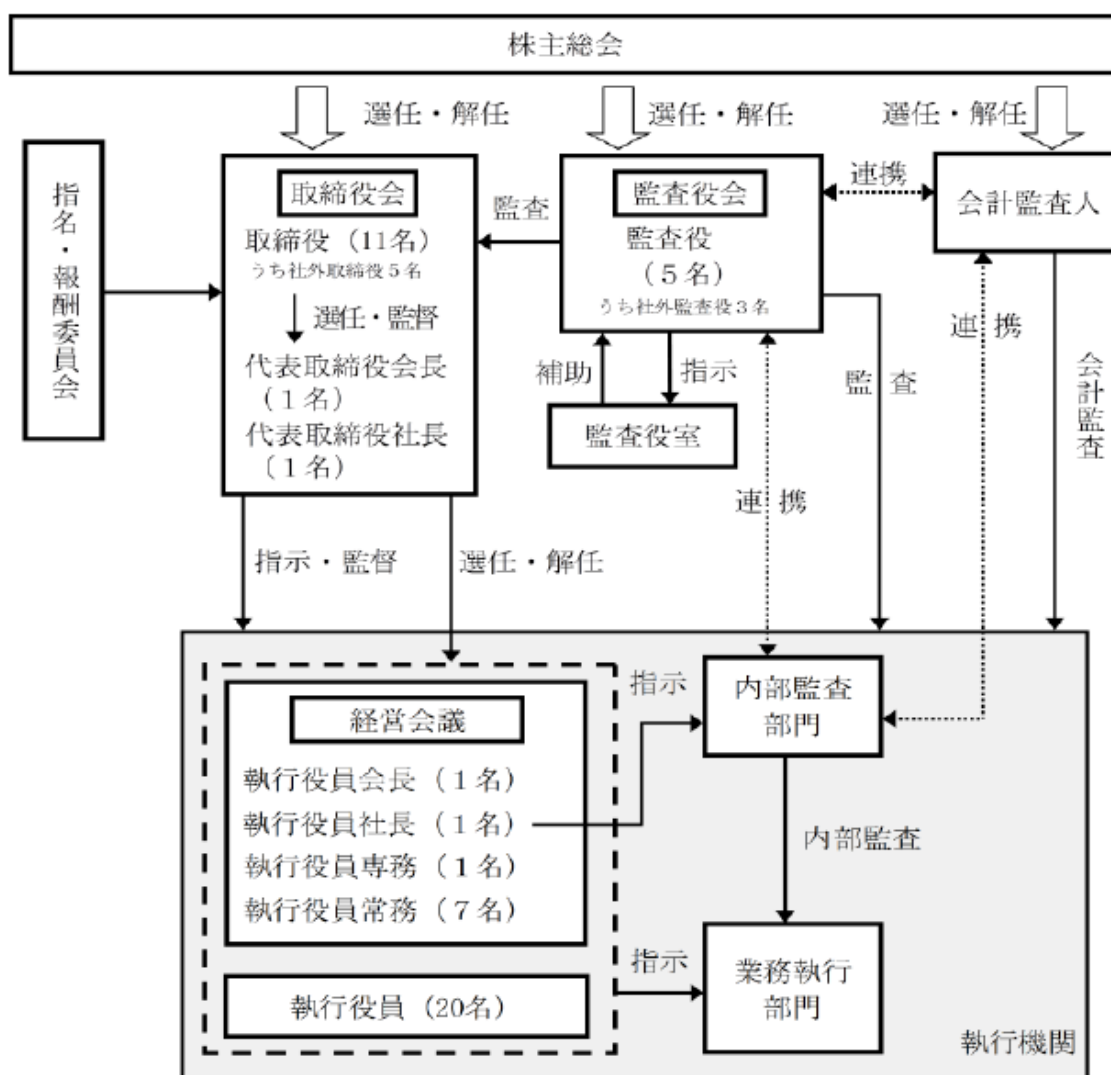 株主総会
選任・解任
選任・解任
選任・解任
指名・報酬委員会
取締役会
取締役（11名）
うち社外取締役５名
選任・監督
代表取締役会長
（１名）
代表取締役社長
（１名）
監査
監査役会
監査役
（５名）
うち社外監査役３名
連携
会計監査人
補助
指示
監査役室
連携
監査
連携
会計監査
指示・監督
選任・解任
経営会議
執行役員会長（１名）
執行役員社長（１名）
執行役員専務（１名）
執行役員常務（７名）
執行役員（20名）
指示
内部監査
部門
内部監査
指示
業務執行
部門
執行機関